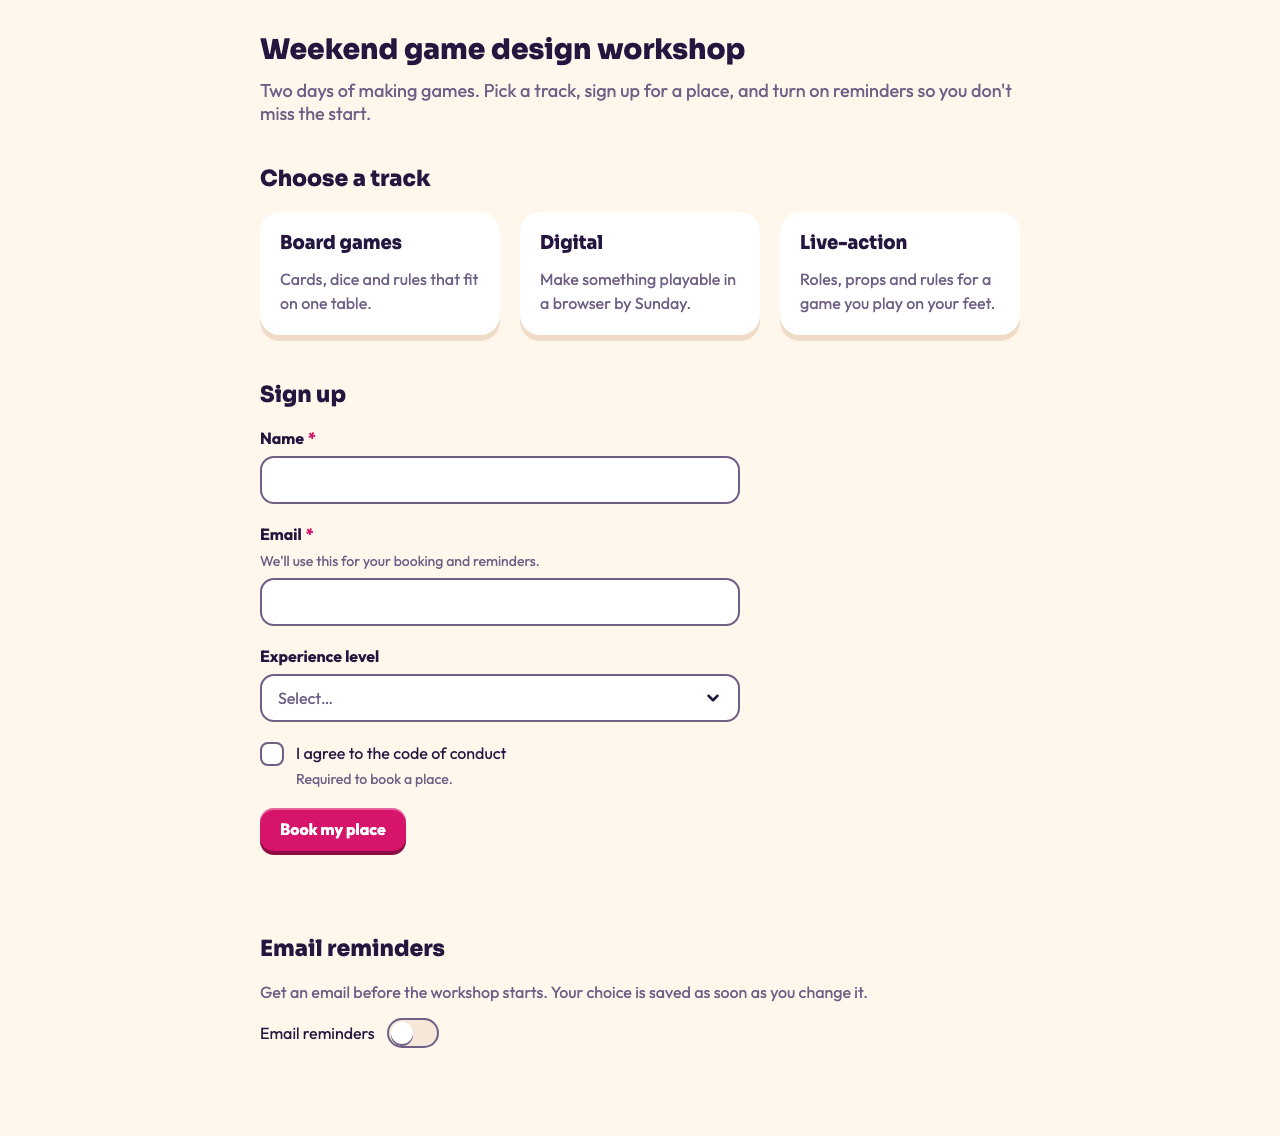 Weekend game design workshop
Two days of making games. Pick a track, sign up for a place, and turn on reminders so you don't
miss the start.
Choose a track
Board games
Cards, dice and rules that fit
on one table.
Digital
Make something playable in
a browser by Sunday.
Live-action
Roles, props and rules for a
game you play on your feet.
Sign up
Name *
Email *
We'll use this for your booking and reminders.
Experience level
Select...
I agree to the code of conduct
Required to book a place.
Book my place
Email reminders
Get an email before the workshop starts. Your choice is saved as soon as you change it.
Email reminders